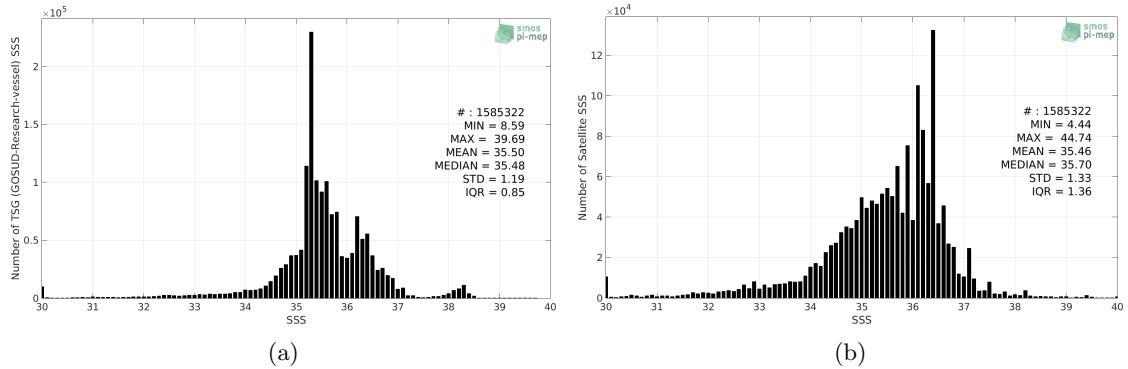 ×10⁵
smos
pi-mep
Number of TSG (GOSUD-Research-vessel) SSS
2
1.5
1
0.5
0
# : 1585322
MIN = 8.59
MAX = 39.69
MEAN = 35.50
MEDIAN = 35.48
STD = 1.19
IQR = 0.85
30 31 32 33 34 35 36 37 38 39 40
SSS
(a)
×10⁴
smos
pi-mep
Number of Satellite SSS
12
10
8
6
4
2
0
# : 1585322
MIN = 4.44
MAX = 44.74
MEAN = 35.46
MEDIAN = 35.70
STD = 1.33
IQR = 1.36
30 31 32 33 34 35 36 37 38 39 40
SSS
(b)